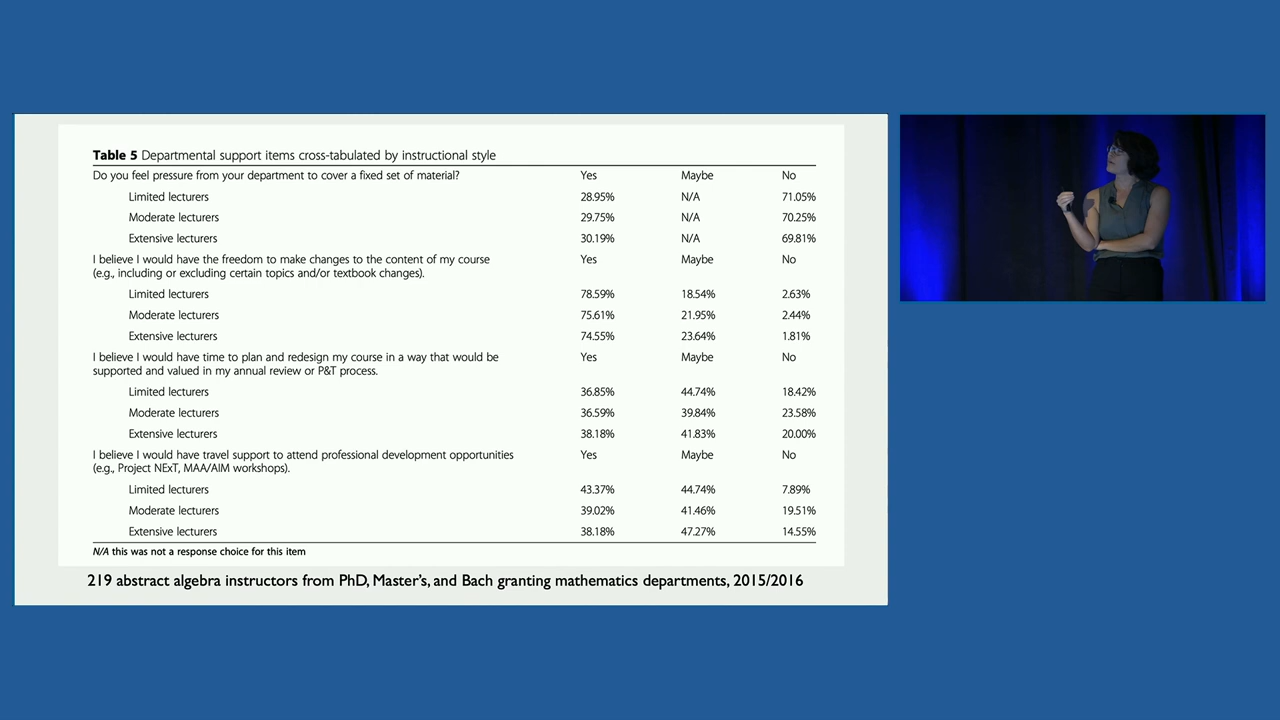 Table 5 Departmental support items cross-tabulated by instructional style
Do you feel pressure from your department to cover a fixed set of material? Yes Maybe No
Limited lecturers 28.95% N/A 71.05%
Moderate lecturers 29.75% N/A 70.25%
Extensive lecturers 30.19% N/A 69.81%
I believe I would have the freedom to make changes to the content of my course Yes Maybe No
(e.g., including or excluding certain topics and/or textbook changes).
Limited lecturers 78.59% 18.54% 2.63%
Moderate lecturers 75.61% 21.95% 2.44%
Extensive lecturers 74.55% 23.64% 1.81%
I believe I would have time to plan and redesign my course in a way that would be Yes Maybe No
supported and valued in my annual review or P&T process.
Limited lecturers 36.85% 44.74% 18.42%
Moderate lecturers 36.59% 39.84% 23.58%
Extensive lecturers 38.18% 41.83% 20.00%
I believe I would have travel support to attend professional development opportunities Yes Maybe No
(e.g., Project NExT, MAA/AIM workshops).
Limited lecturers 43.37% 44.74% 7.89%
Moderate lecturers 39.02% 41.46% 19.51%
Extensive lecturers 38.18% 47.27% 14.55%
N/A this was not a response choice for this item
219 abstract algebra instructors from PhD, Master's, and Bach granting mathematics departments, 2015/2016